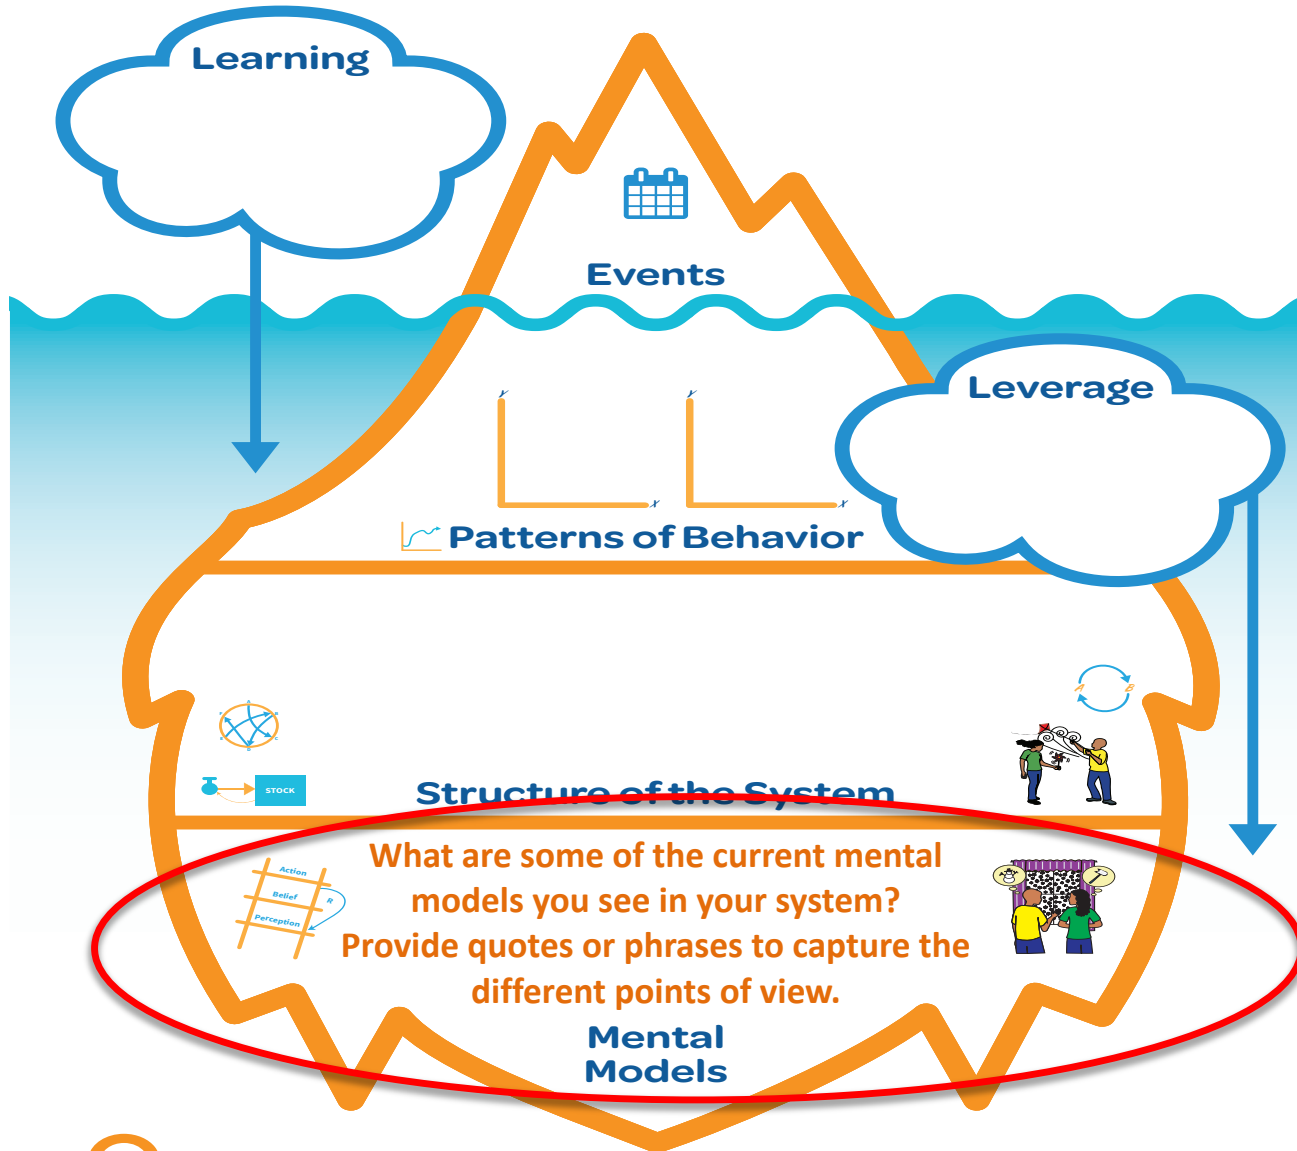 Learning
Events
Leverage
y
y
x
x
Patterns of Behavior
A
B
STOCK
Structure of the System
Action
Belief
R
Perception
What are some of the current mental
models you see in your system?
Provide quotes or phrases to capture the
different points of view.
Mental
Models